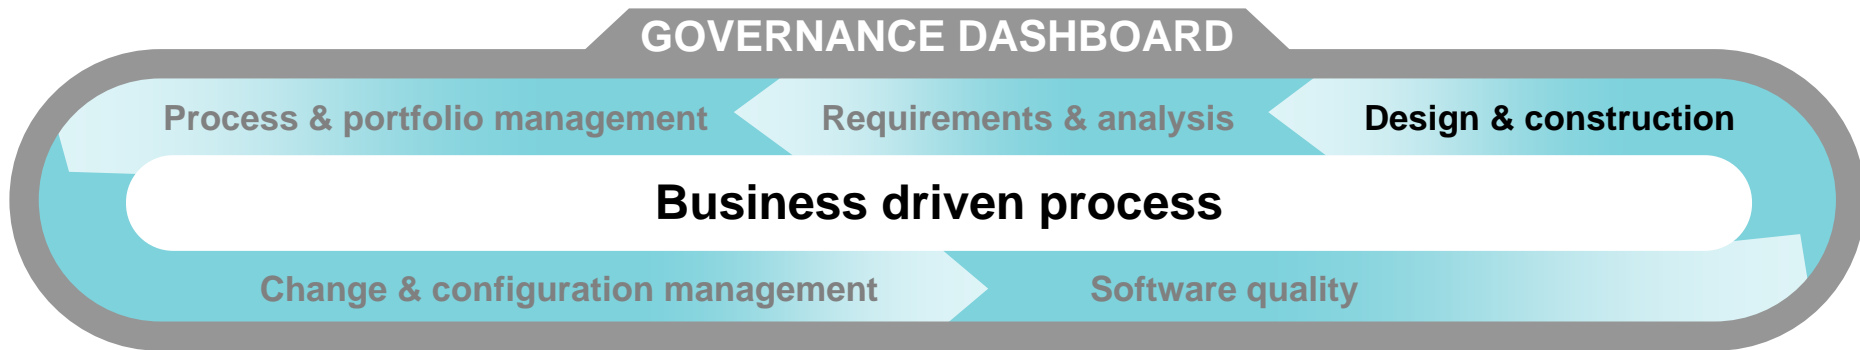 GOVERNANCE DASHBOARD
Process & portfolio management
Requirements & analysis
Design & construction
Business driven process
Change & configuration management
Software quality